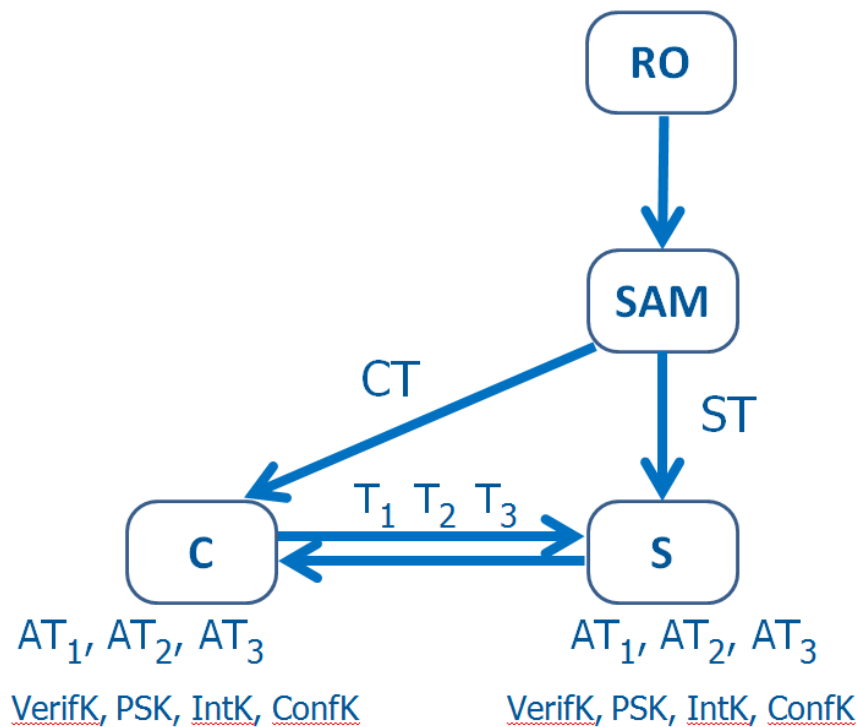 RO
SAM
CT
ST
T₁ T₂ T₃
C
S
AT₁, AT₂, AT₃
AT₁, AT₂, AT₃
VerifK, PSK, IntK, ConfK
VerifK, PSK, IntK, ConfK